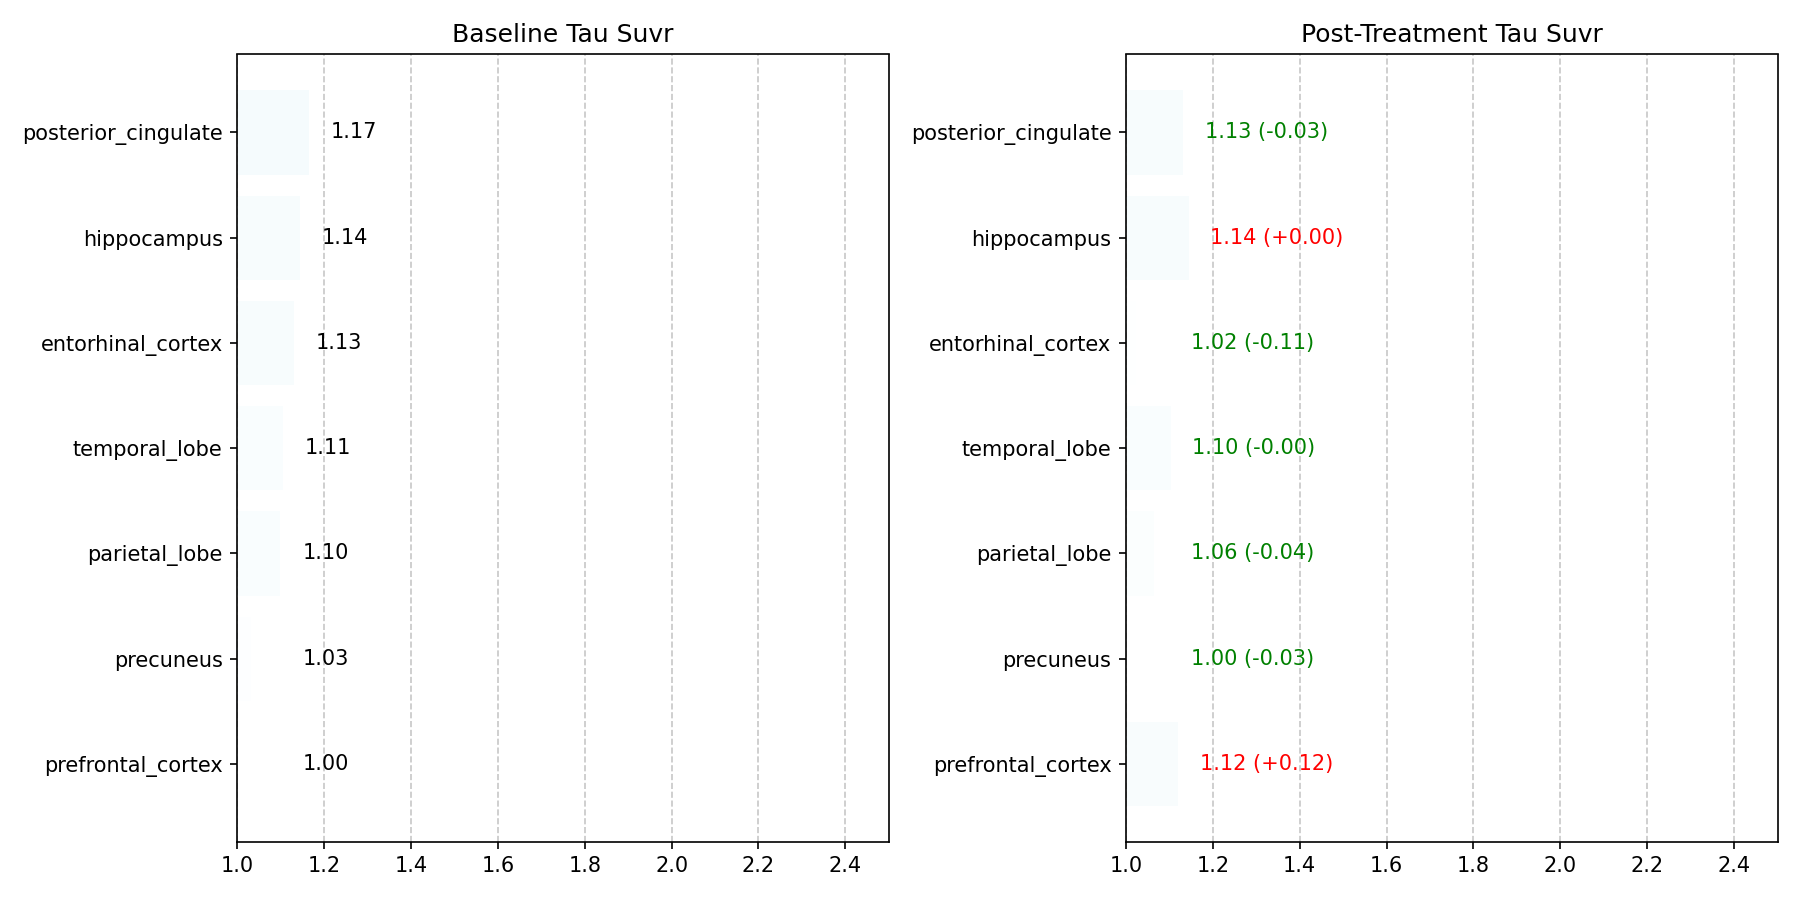 Baseline Tau Suvr
posterior_cingulate 1.17
hippocampus 1.14
entorhinal_cortex 1.13
temporal_lobe 1.11
parietal_lobe 1.10
precuneus 1.03
prefrontal_cortex 1.00
1.0 1.2 1.4 1.6 1.8 2.0 2.2 2.4
Post-Treatment Tau Suvr
posterior_cingulate 1.13 (-0.03)
hippocampus 1.14 (+0.00)
entorhinal_cortex 1.02 (-0.11)
temporal_lobe 1.10 (-0.00)
parietal_lobe 1.06 (-0.04)
precuneus 1.00 (-0.03)
prefrontal_cortex 1.12 (+0.12)
1.0 1.2 1.4 1.6 1.8 2.0 2.2 2.4